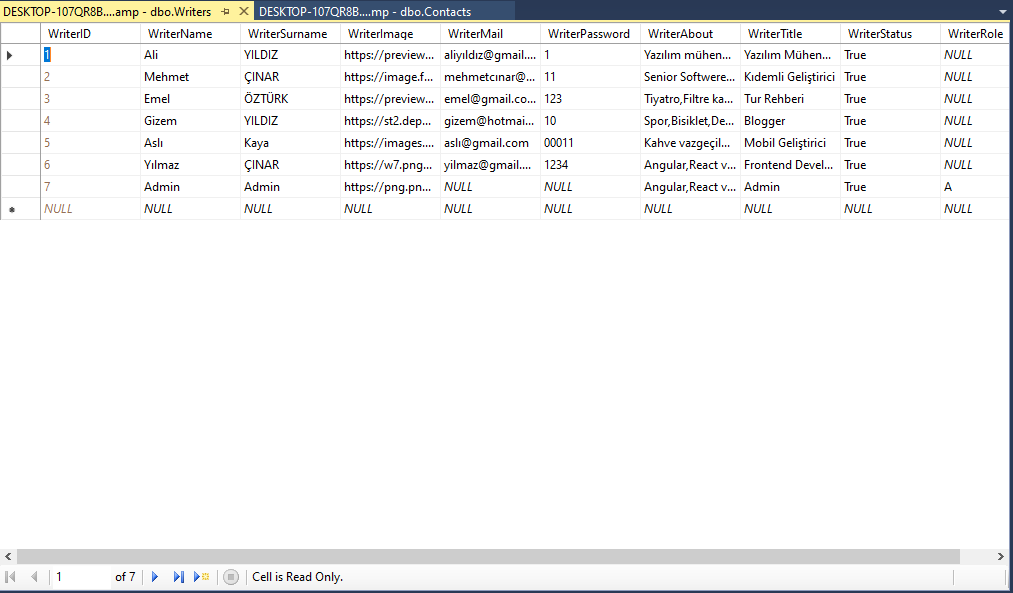 DESKTOP-107QR8B....amp - dbo.Writers DESKTOP-107QR8B....mp - dbo.Contacts
WriterID WriterName WriterSurname WriterImage WriterMail WriterPassword WriterAbout WriterTitle WriterStatus WriterRole
1 Ali YILDIZ https://preview... aliyıldız@gmail.... 1 Yazılım mühen... Yazılım Mühen... True NULL
2 Mehmet ÇINAR https://image.f... mehmetcınar@... 11 Senior Softwere... Kıdemli Geliştirici True NULL
3 Emel ÖZTÜRK https://preview... emel@gmail.co... 123 Tiyatro,Filtre ka... Tur Rehberi True NULL
4 Gizem YILDIZ https://st2.dep... gizem@hotmai... 10 Spor,Bisiklet,De... Blogger True NULL
5 Aslı Kaya https://images.... aslı@gmail.com 00011 Kahve vazgeçil... Mobil Geliştirici True NULL
6 Yılmaz ÇINAR https://w7.png... yilmaz@gmail.... 1234 Angular,React v... Frontend Devel... True NULL
7 Admin Admin https://png.pn... NULL NULL Angular,React v... Admin True A
NULL NULL NULL NULL NULL NULL NULL NULL NULL NULL
1 of 7 Cell is Read Only.